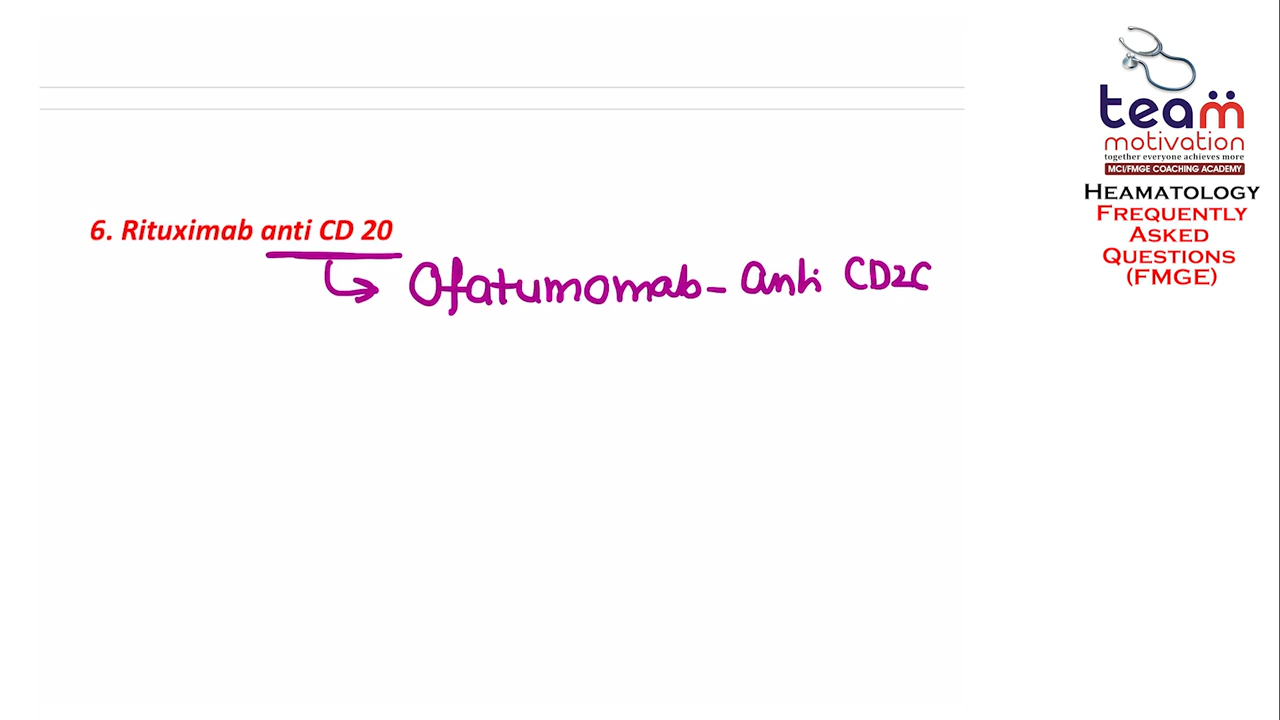 6. Rituximab anti CD 20
Ofatumomab - anti CD2C
team
motivation
together everyone achieves more
MCI/FMGE COACHING ACADEMY
HEAMATOLOGY
FREQUENTLY
ASKED
QUESTIONS
(FMGE)